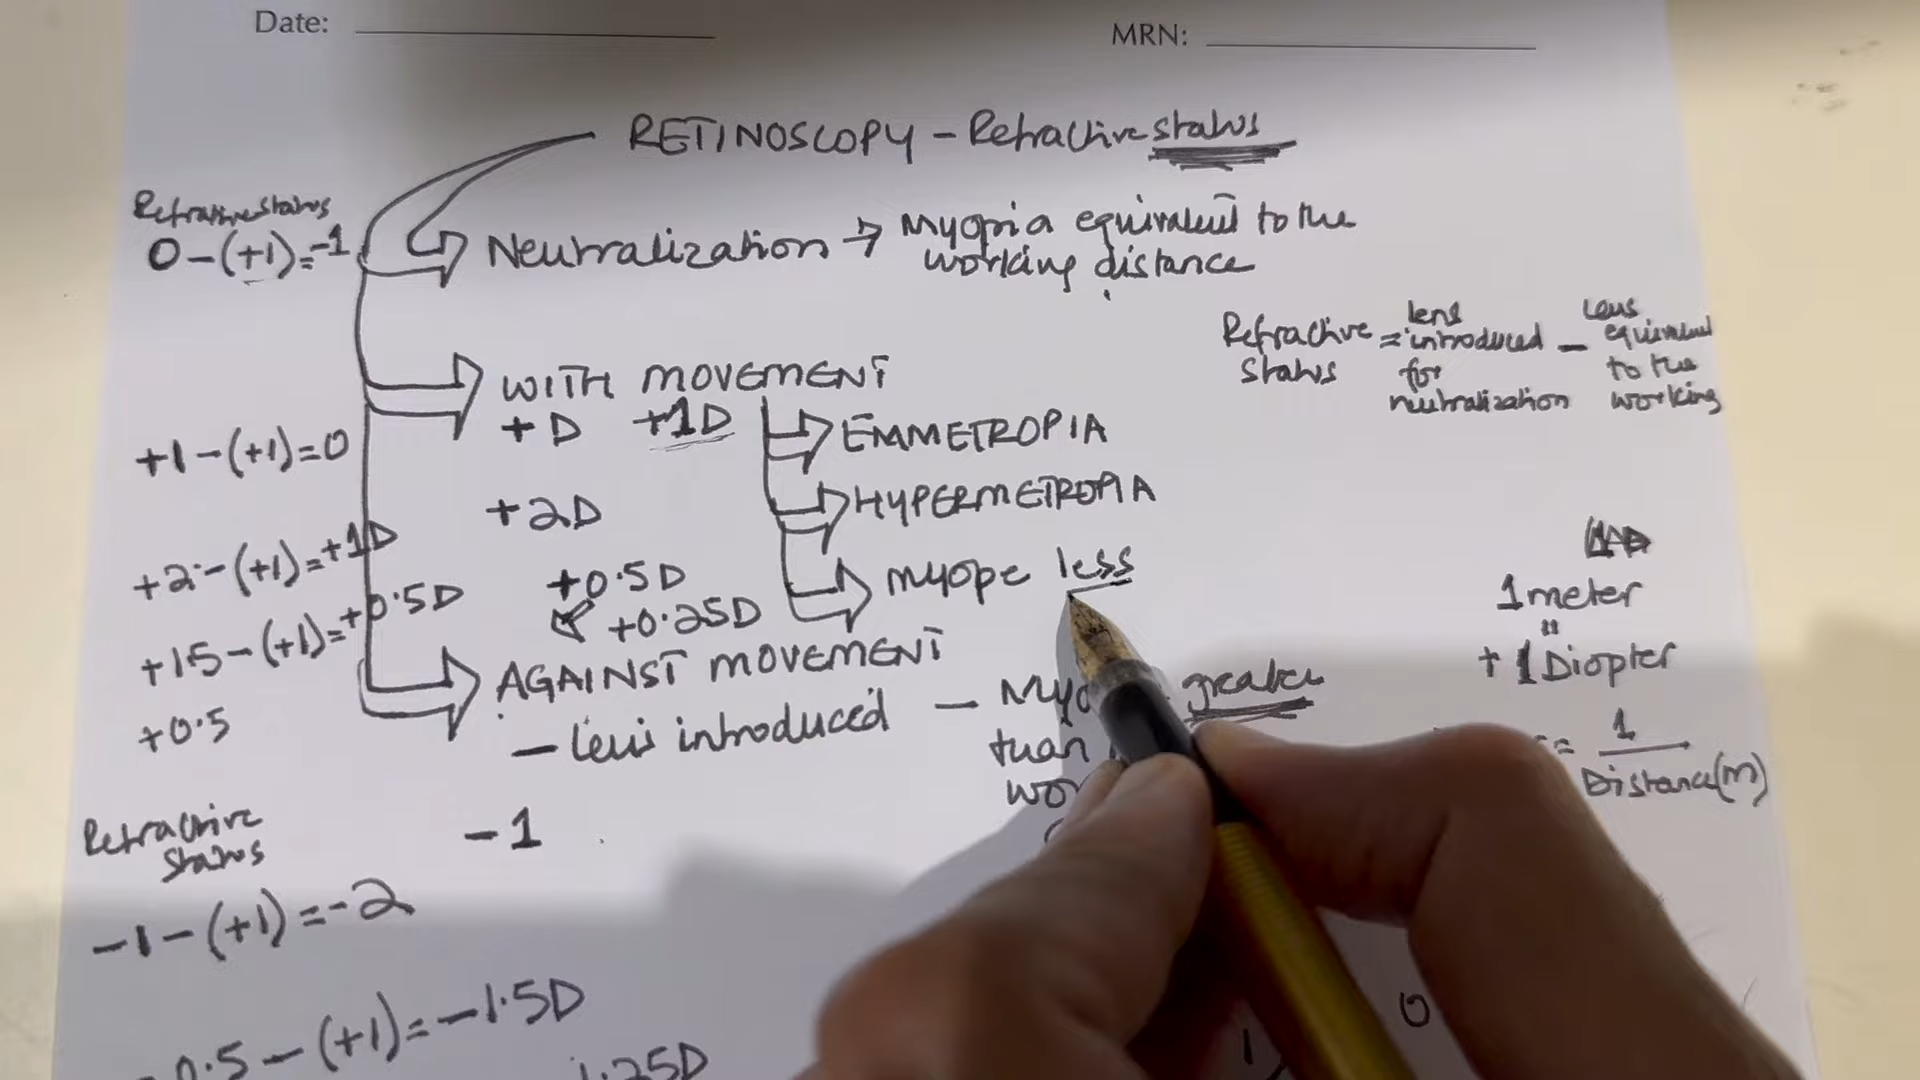 Date:
MRN:
RETINOSCOPY - Refractive status
Refractive status
0-(+1)=-1
Neutralization → Myopia equivalent to the
working distance
Refractive status = lens introduced for neutralization - Lens equivalent to the working
WITH MOVEMENT
+D +1D
EMMETROPIA
+1-(+1)=0
HYPERMETROPIA
+2D
+2-(+1)=+1D
myope less
+0.5D
+0.25D
+1.5-(+1)=+0.5D
1 meter
"
+1 Diopter
AGAINST MOVEMENT
- lens introduced - greater
than
+0.5
= 1
Distance(m)
Refractive
status
-1
-1-(+1)=-2
0.5-(+1)=-1.5D
1.25D
0
1